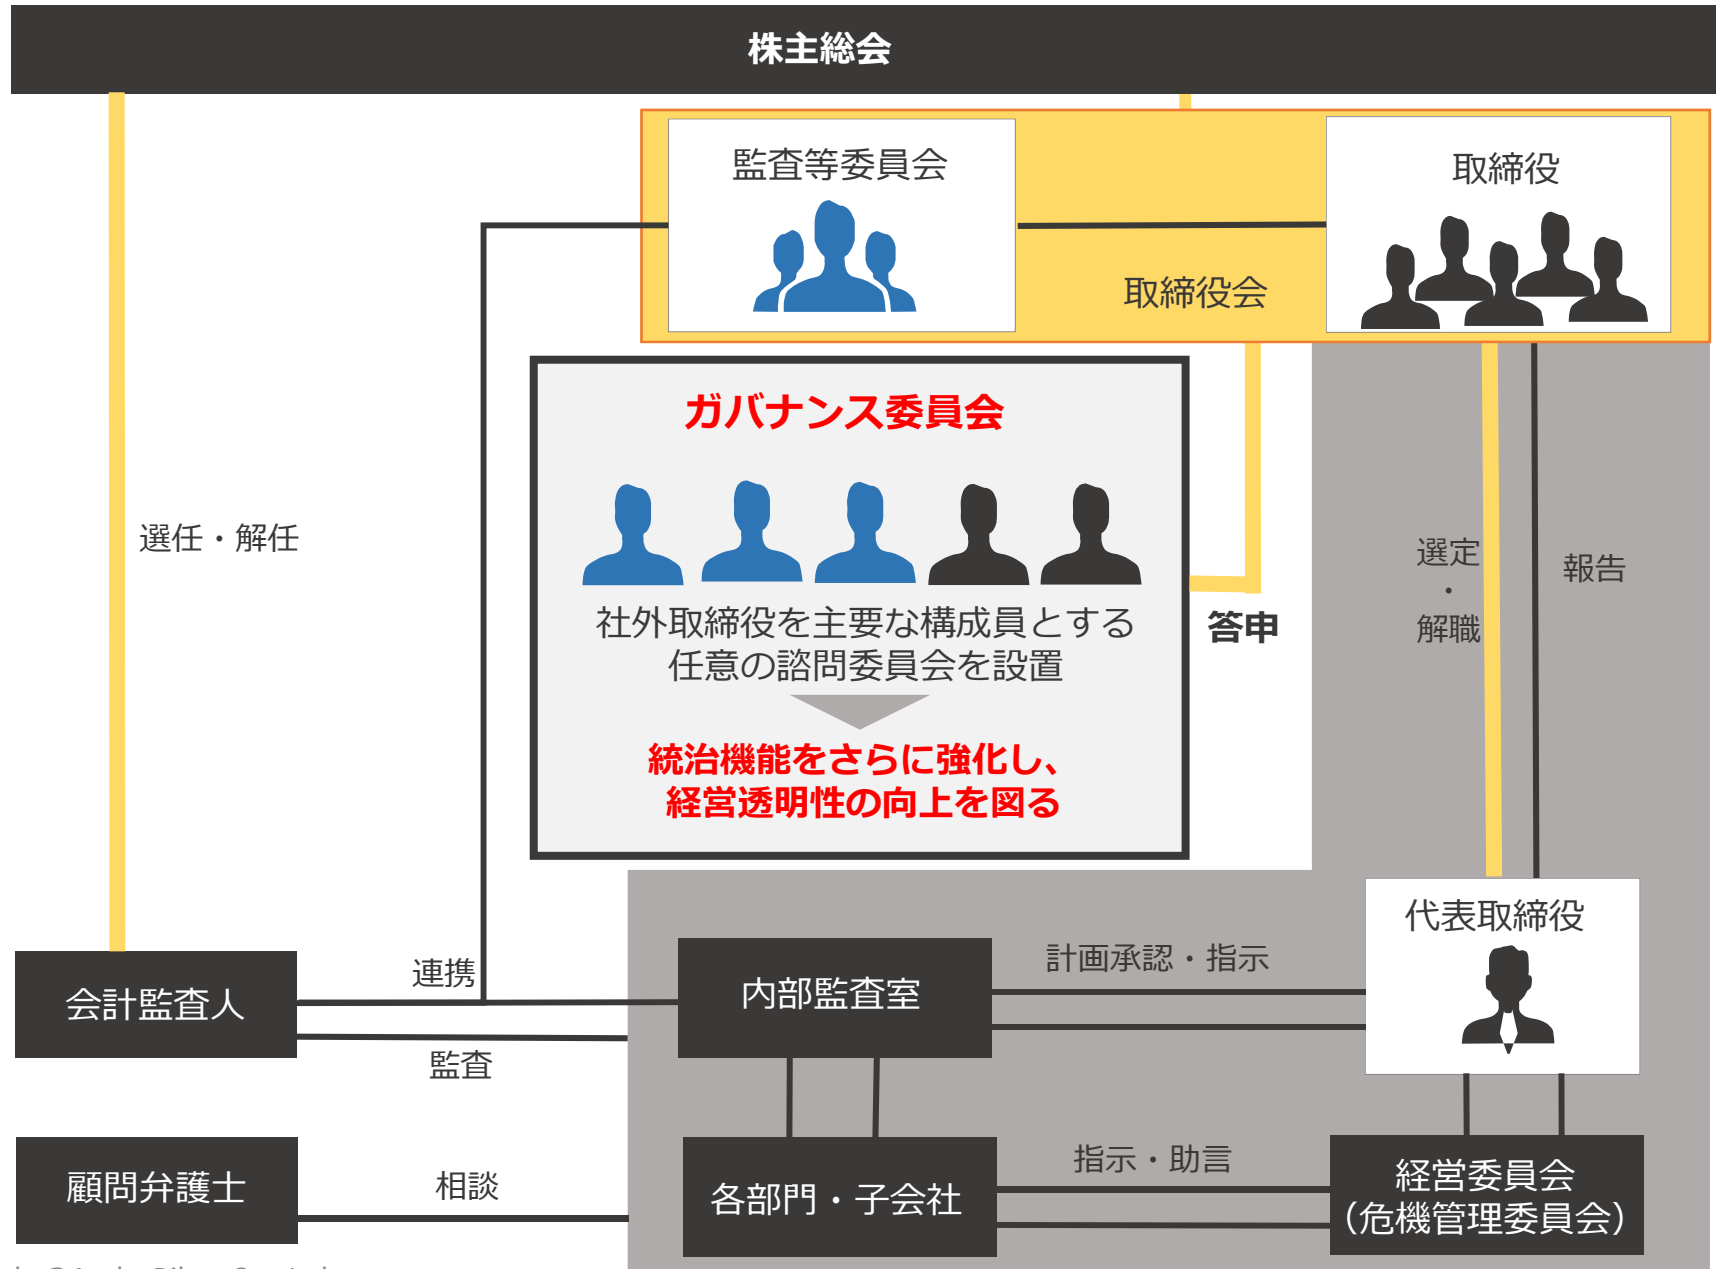 株主総会
監査等委員会
取締役
取締役会
ガバナンス委員会
社外取締役を主要な構成員とする
任意の諮問委員会を設置
統治機能をさらに強化し、
経営透明性の向上を図る
選任・解任
答申
選定
・
解職
報告
代表取締役
会計監査人
連携
監査
内部監査室
計画承認・指示
顧問弁護士
相談
各部門・子会社
指示・助言
経営委員会
（危機管理委員会）